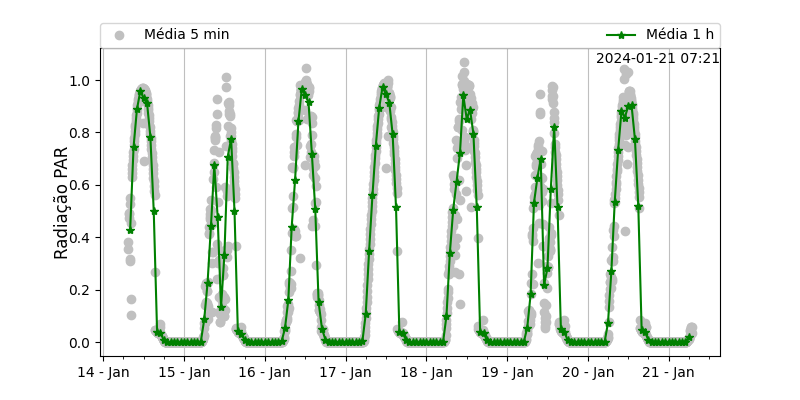 Média 5 min
Média 1 h
2024-01-21 07:21
Radiação PAR
1.0
0.8
0.6
0.4
0.2
0.0
14 - Jan
15 - Jan
16 - Jan
17 - Jan
18 - Jan
19 - Jan
20 - Jan
21 - Jan